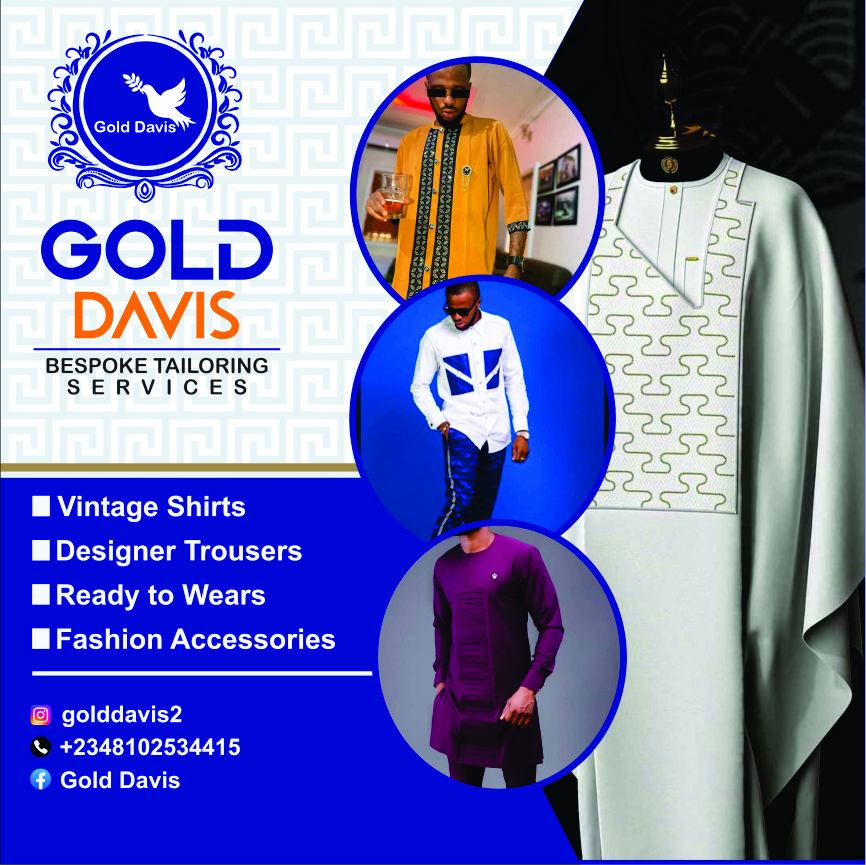 Gold Davis
GOLD
DAVIS
BESPOKE TAILORING
SERVICES
Vintage Shirts
Designer Trousers
Ready to Wears
Fashion Accessories
golddavis2
+2348102534415
Gold Davis